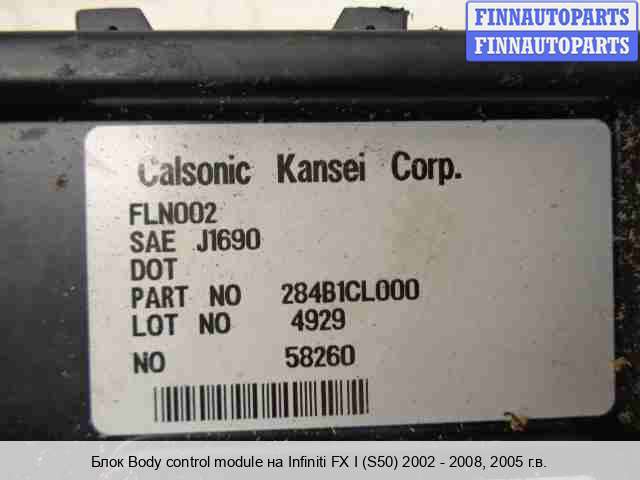 FINNAUTOPARTS
FINNAUTOPARTS
Calsonic Kansei Corp.
FLN002
SAE J1690
DOT
PART NO 284B1CL000
LOT NO 4929
NO 58260
Блок Body control module на Infiniti FX I (S50) 2002 - 2008, 2005 г.в.